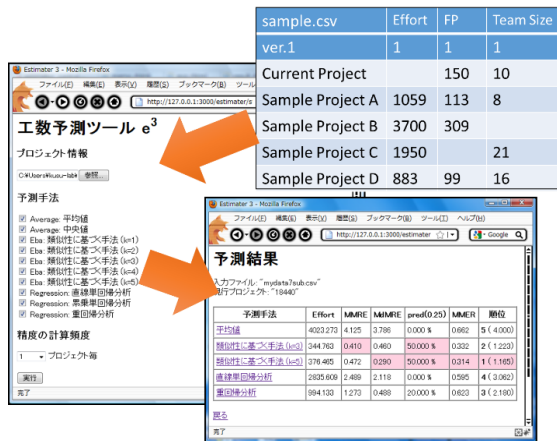 sample.csv Effort FP Team Size
ver.1 1 1 1
Current Project 150 10
Sample Project A 1059 113 8
Sample Project B 3700 309
Sample Project C 1950 21
Sample Project D 883 99 16
Estimater 3 - Mozilla Firefox
ファイル(F) 編集(E) 表示(V) 履歴(S) ブックマーク(B) ツール
http://127.0.0.1:3000/estimater/s
工数予測ツール e3
プロジェクト情報
参照...
予測手法
Average: 平均値
Average: 中央値
Eba: 類似性に基づく手法 (k=1)
Eba: 類似性に基づく手法 (k=2)
Eba: 類似性に基づく手法 (k=3)
Eba: 類似性に基づく手法 (k=4)
Eba: 類似性に基づく手法 (k=5)
Regression: 直線単回帰分析
Regression: 累乗単回帰分析
Regression: 重回帰分析
精度の計算頻度
1 プロジェクト毎
実行
完了
Estimater 3 - Mozilla Firefox
ファイル(F) 編集(E) 表示(V) 履歴(S) ブックマーク(B) ツール(T) ヘルプ(H)
http://127.0.0.1:3000/estimater Google
予測結果
入力ファイル: "mydata7sub.csv"
現行プロジェクト: "18440"
予測手法 Effort MMRE MdMRE pred(0.25) MMER 順位
平均値 4023.273 4.125 3.786 0.000 % 0.662 5 ( 4.000)
類似性に基づく手法 (k=3) 344.763 0.410 0.460 50.000 % 0.332 2 ( 1.223)
類似性に基づく手法 (k=5) 376.465 0.472 0.290 50.000 % 0.314 1 ( 1.165)
直線単回帰分析 2835.609 2.489 2.118 0.000 % 0.595 4 ( 3.062)
重回帰分析 994.133 1.273 0.488 20.000 % 0.623 3 ( 2.180)
戻る
完了